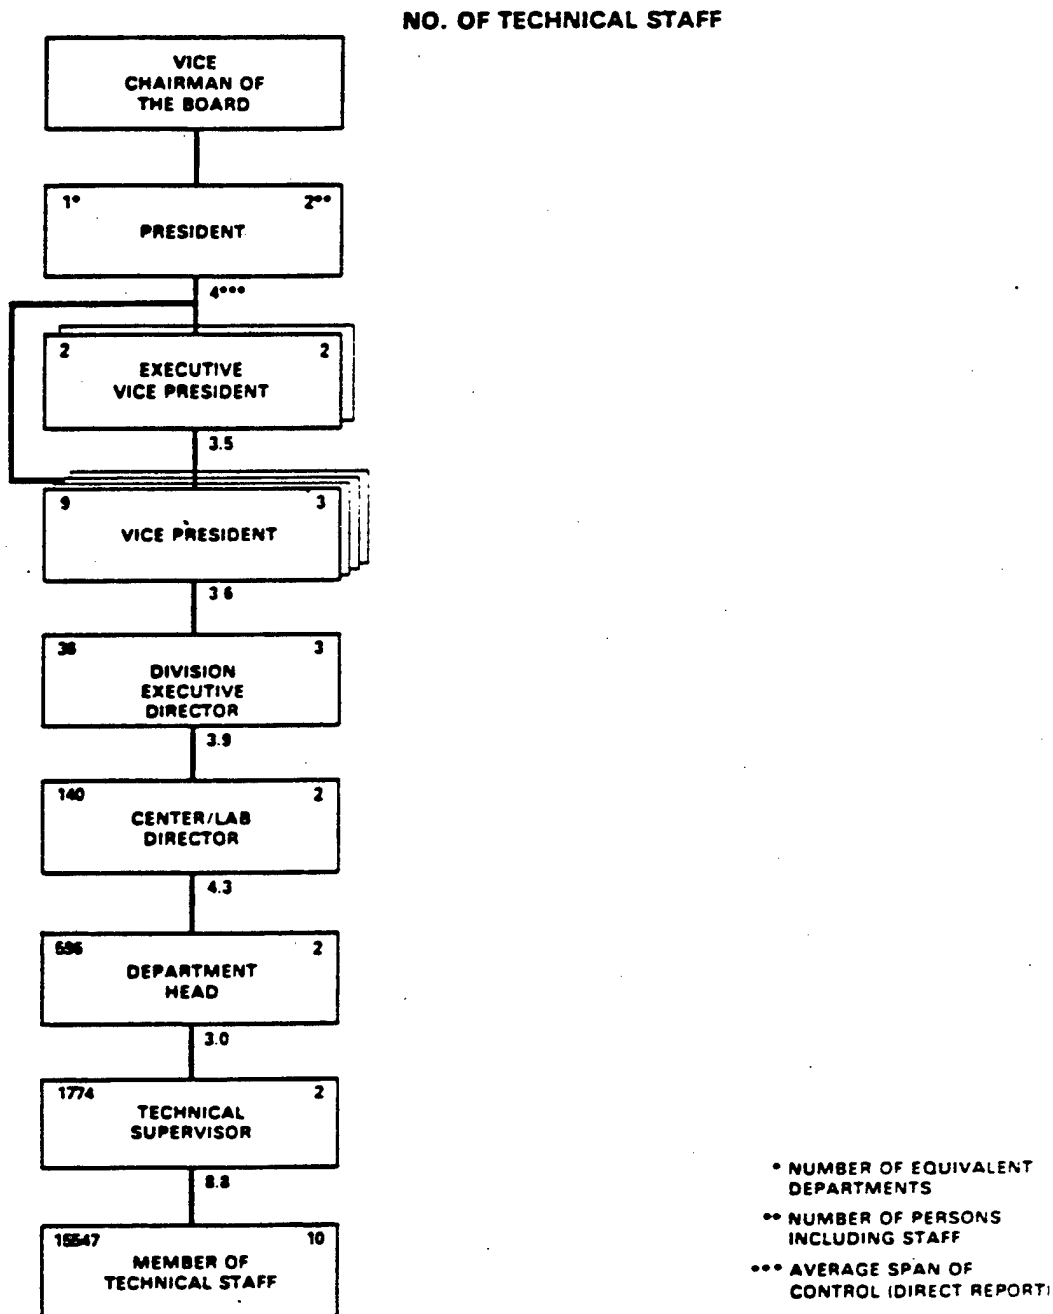 NO. OF TECHNICAL STAFF
VICE
CHAIRMAN OF
THE BOARD
1* 2**
PRESIDENT
4***
2 2
EXECUTIVE
VICE PRESIDENT
3.5
9 3
VICE PRESIDENT
3 6
3
DIVISION
EXECUTIVE
DIRECTOR
3.9
140 2
CENTER/LAB
DIRECTOR
4.3
2
DEPARTMENT
HEAD
3.0
1774 2
TECHNICAL
SUPERVISOR
8.8
15547 10
MEMBER OF
TECHNICAL STAFF
* NUMBER OF EQUIVALENT
DEPARTMENTS
** NUMBER OF PERSONS
INCLUDING STAFF
*** AVERAGE SPAN OF
CONTROL (DIRECT REPORT)